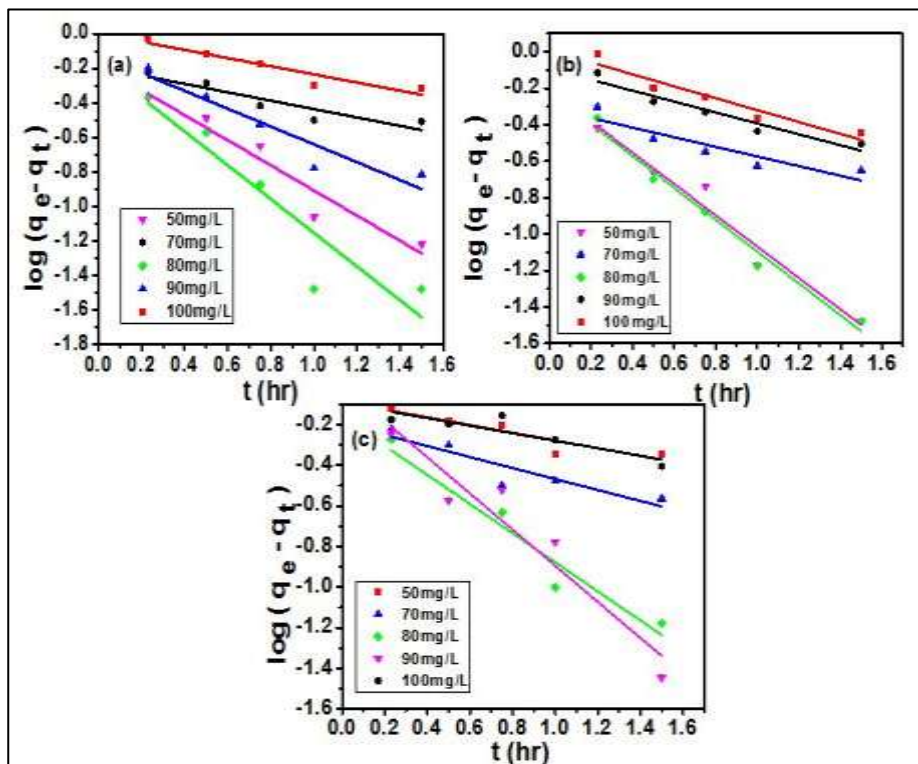 (a)
0.0
-0.2
-0.4
-0.6
-0.8
-1.0
-1.2
-1.4
-1.6
-1.8
log (q e - q t)
50mg/L
70mg/L
80mg/L
90mg/L
100mg/L
0.0 0.2 0.4 0.6 0.8 1.0 1.2 1.4 1.6
t (hr)
(b)
0.0
-0.2
-0.4
-0.6
-0.8
-1.0
-1.2
-1.4
-1.6
log (q e - q t)
50mg/L
70mg/L
80mg/L
90mg/L
100mg/L
0.0 0.2 0.4 0.6 0.8 1.0 1.2 1.4 1.6
t (hr)
(c)
-0.2
-0.4
-0.6
-0.8
-1.0
-1.2
-1.4
-1.6
log ( q e - q t )
50mg/L
70mg/L
80mg/L
90mg/L
100mg/L
0.0 0.2 0.4 0.6 0.8 1.0 1.2 1.4 1.6
t (hr)